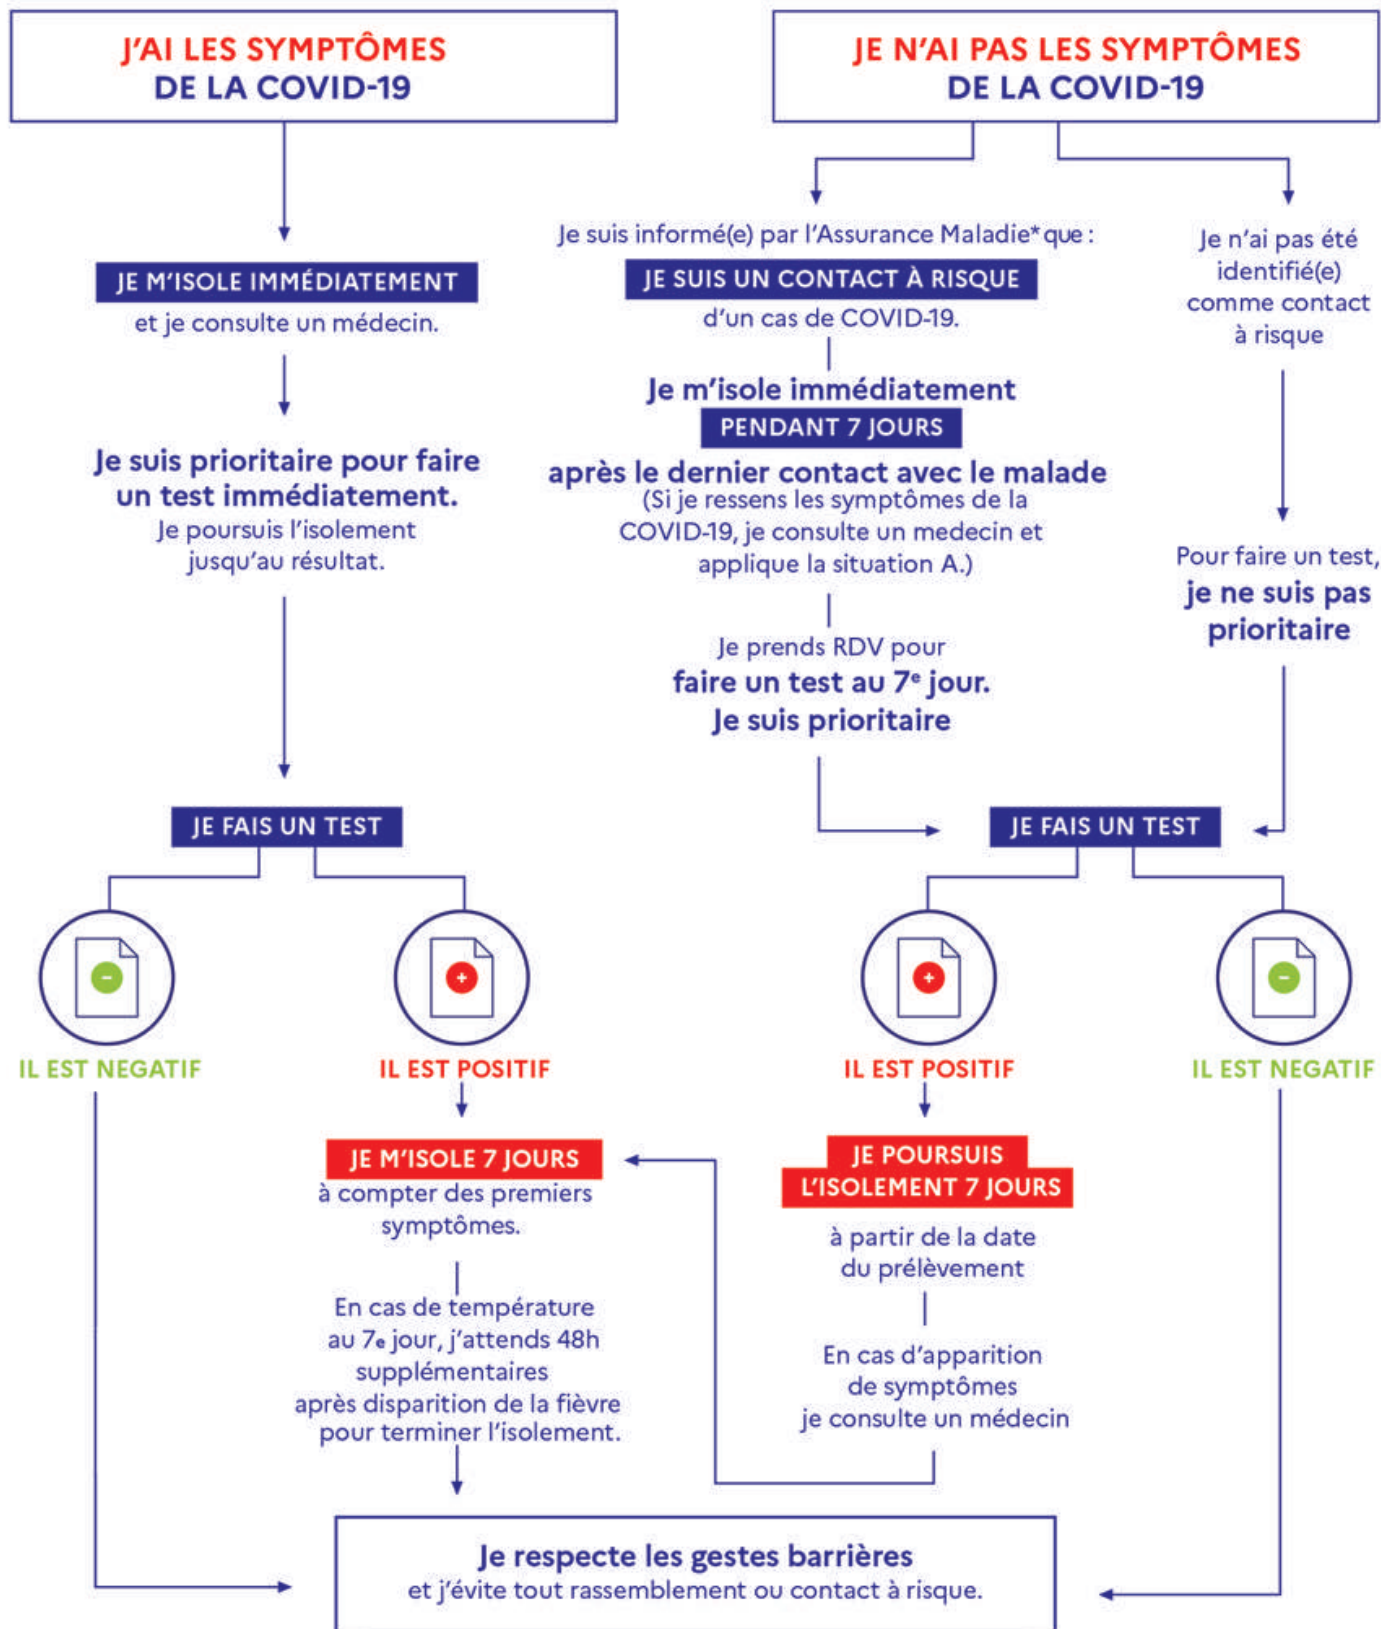 J'AI LES SYMPTÔMES
DE LA COVID-19
JE M'ISOLE IMMÉDIATEMENT
et je consulte un médecin.
Je suis prioritaire pour faire
un test immédiatement.
Je poursuis l'isolement
jusqu'au résultat.
JE FAIS UN TEST
IL EST NEGATIF
IL EST POSITIF
JE M'ISOLE 7 JOURS
à compter des premiers
symptômes.
En cas de température
au 7e jour, j'attends 48h
supplémentaires
après disparition de la fièvre
pour terminer l'isolement.
JE N'AI PAS LES SYMPTÔMES
DE LA COVID-19
Je suis informé(e) par l'Assurance Maladie* que :
JE SUIS UN CONTACT À RISQUE
d'un cas de COVID-19.
Je m'isole immédiatement
PENDANT 7 JOURS
après le dernier contact avec le malade
(Si je ressens les symptômes de la
COVID-19, je consulte un medecin et
applique la situation A.)
Je prends RDV pour
faire un test au 7e jour.
Je suis prioritaire
Je n'ai pas été
identifié(e)
comme contact
à risque
Pour faire un test,
je ne suis pas
prioritaire
JE FAIS UN TEST
IL EST POSITIF
IL EST NEGATIF
JE POURSUIS
L'ISOLEMENT 7 JOURS
à partir de la date
du prélèvement
En cas d'apparition
de symptômes
je consulte un médecin
Je respecte les gestes barrières
et j'évite tout rassemblement ou contact à risque.